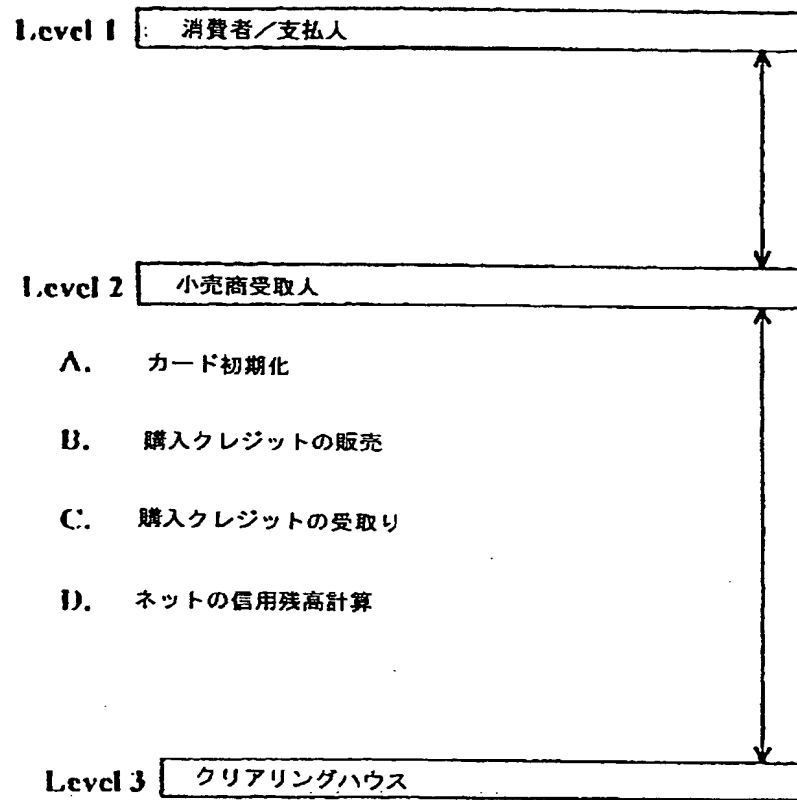 Level 1 消費者／支払人
Level 2 小売商受取人
A. カード初期化
B. 購入クレジットの販売
C. 購入クレジットの受取り
D. ネットの信用残高計算
Level 3 クリアリングハウス